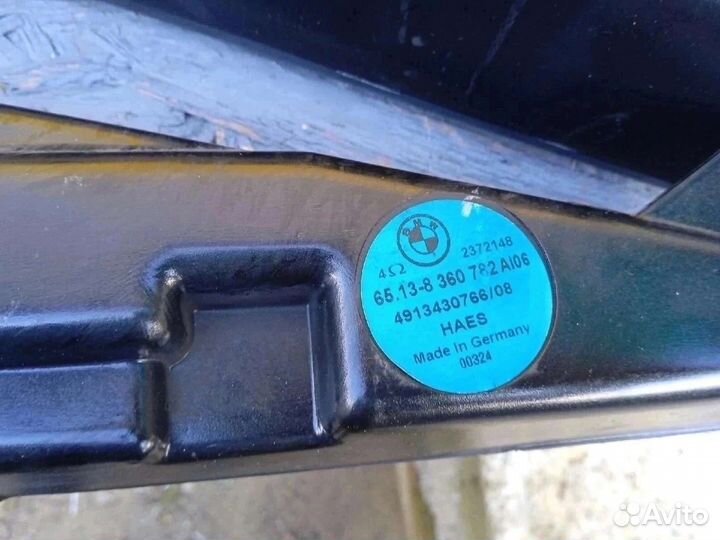 BMW
4Ω 2372148
65.13-8 360 782 AI06
4913430766/08
HAES
Made In Germany
00324
Avito